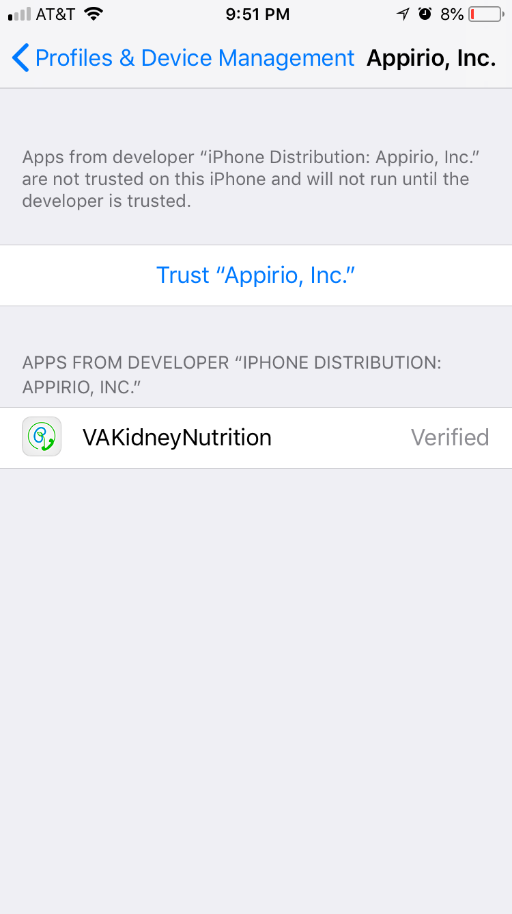 AT&T 9:51 PM 8%
Profiles & Device Management Appirio, Inc.
Apps from developer “iPhone Distribution: Appirio, Inc.”
are not trusted on this iPhone and will not run until the
developer is trusted.
Trust “Appirio, Inc.”
APPS FROM DEVELOPER “IPHONE DISTRIBUTION:
APPIRIO, INC.”
VAKidneyNutrition Verified